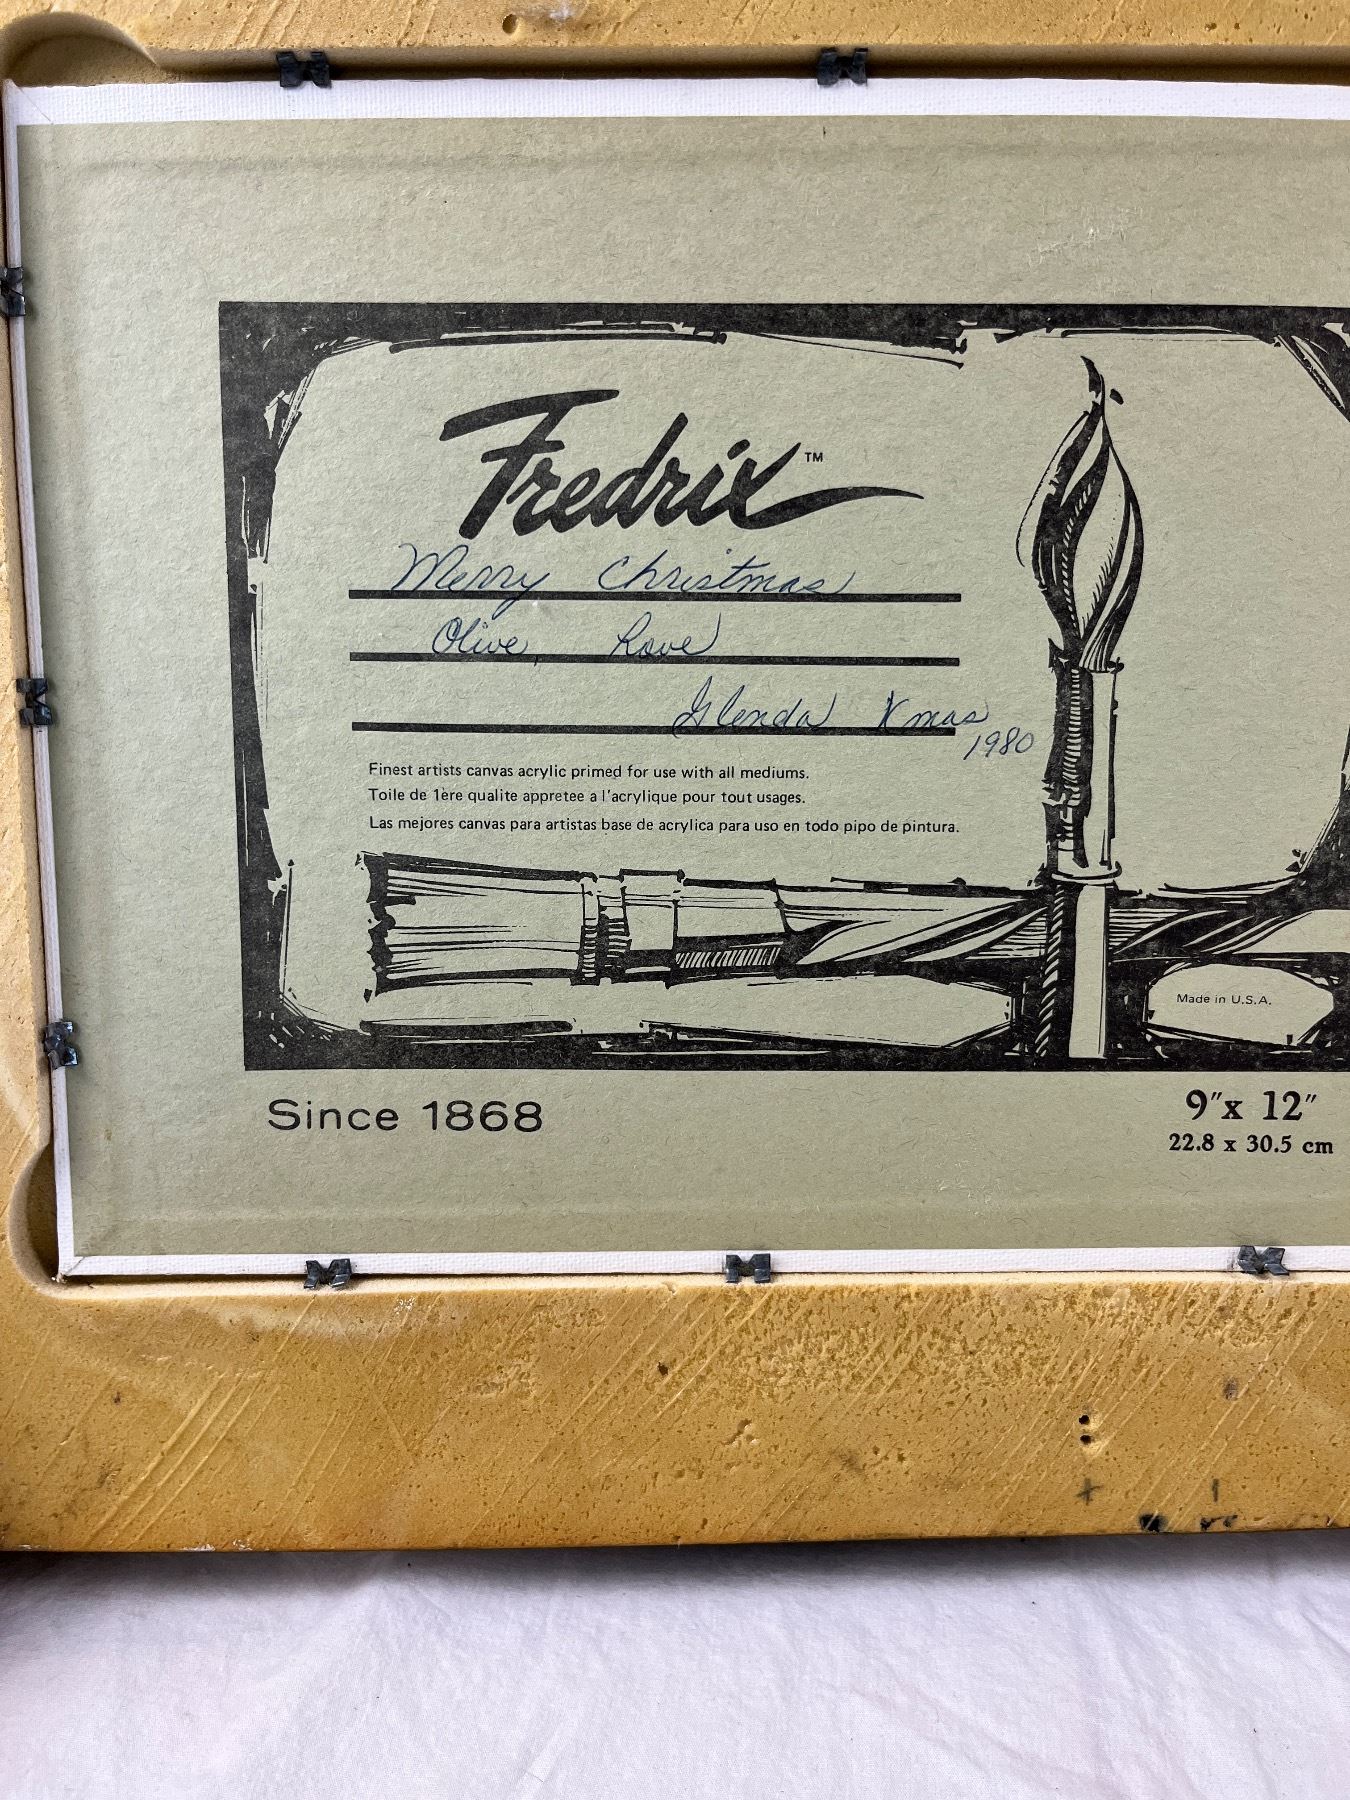 Fredrix™
Merry Christmas
Olive, Love
Glenda Xmas
1980
Finest artists canvas acrylic primed for use with all mediums.
Toile de 1ère qualite appretee a l'acrylique pour tout usages.
Las mejores canvas para artistas base de acrylica para uso en todo pipo de pintura.
Made in U.S.A.
Since 1868
9"x 12"
22.8 x 30.5 cm